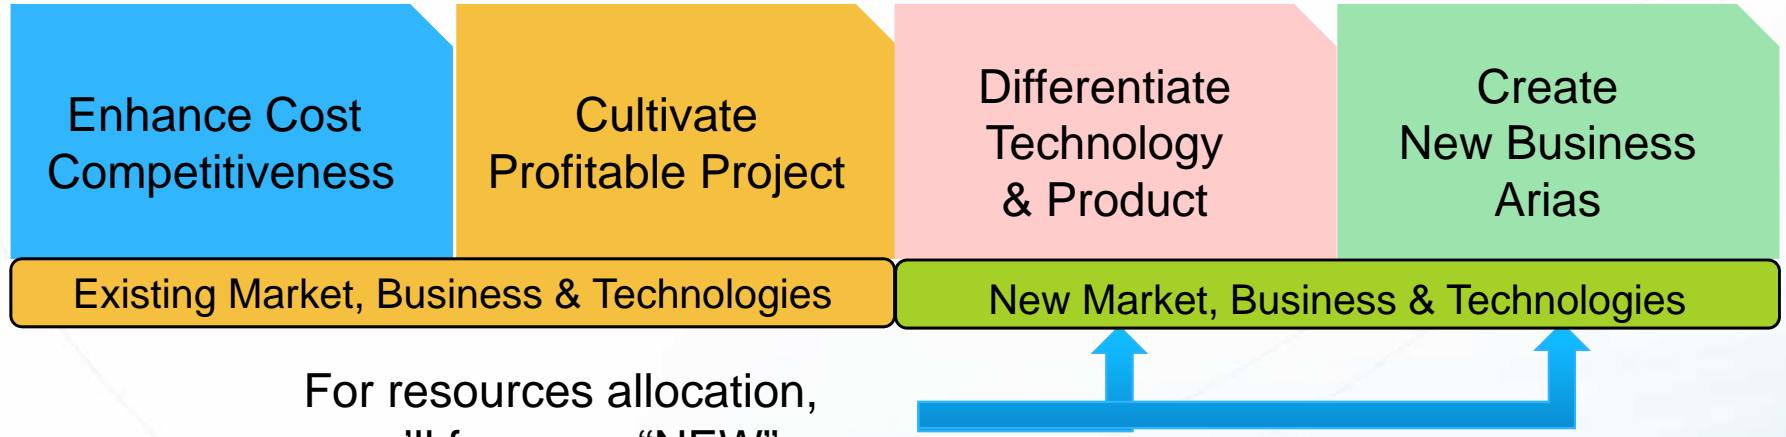 Enhance Cost
Competitiveness
Cultivate
Profitable Project
Differentiate
Technology
& Product
Create
New Business
Arias
Existing Market, Business & Technologies
New Market, Business & Technologies
For resources allocation,
“NEW”